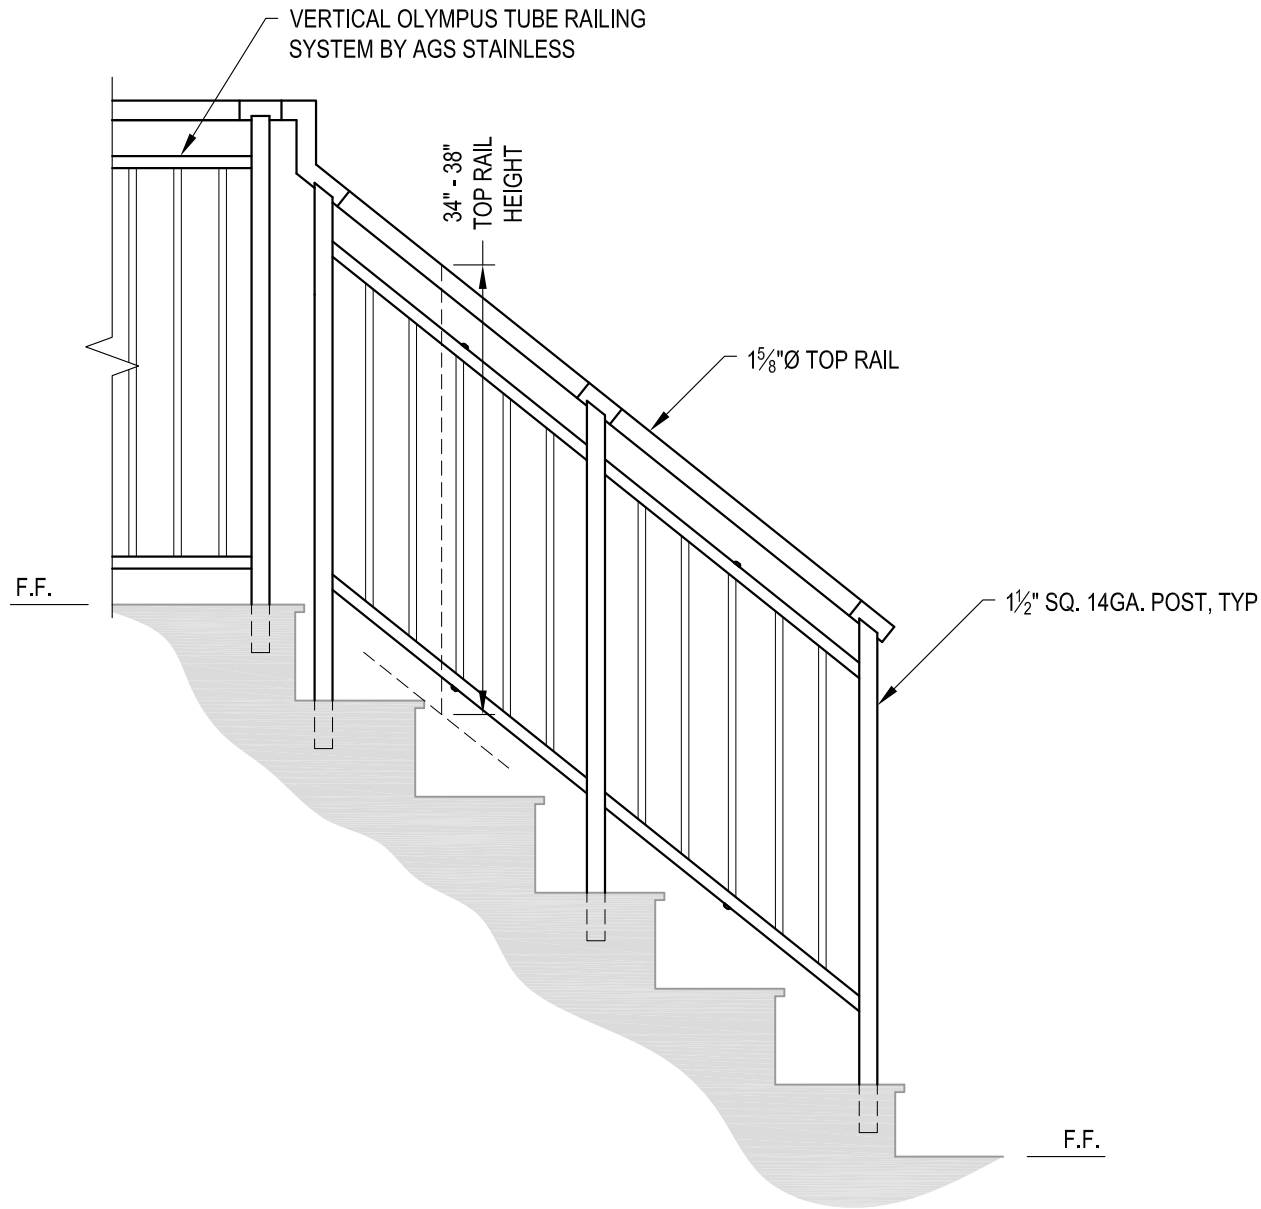 VERTICAL OLYMPUS TUBE RAILING
SYSTEM BY AGS STAINLESS
34" - 38"
TOP RAIL
HEIGHT
1⅝"Ø TOP RAIL
F.F.
1½" SQ. 14GA. POST, TYP
F.F.